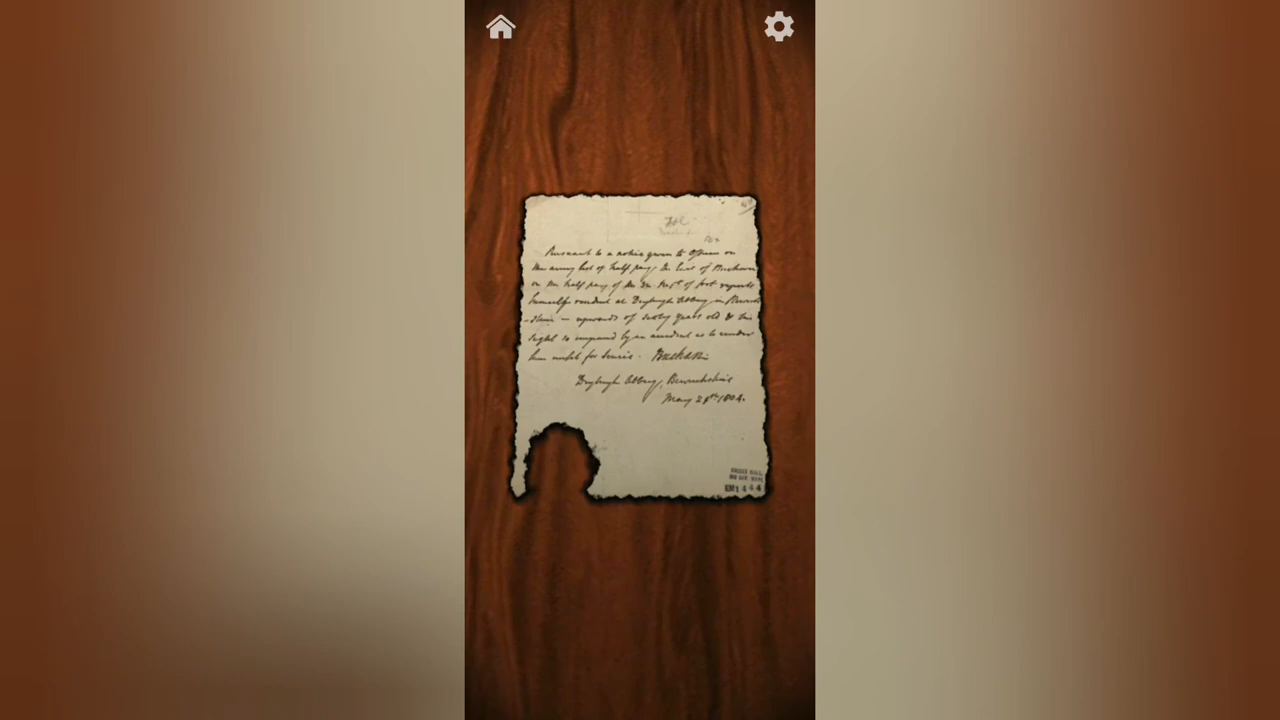 Pursuant to a notice given to Officers on
the army list of half pay, the Earl of Buchan
on the half pay of the Regt. of foot reports
himself resident at Dryburgh Abbey in Berwick
-shire — upwards of sixty years old & his
sight so impaired by an accident as to render
him unfit for Service. Buchan
Dryburgh Abbey, Berwickshire
May 1804.